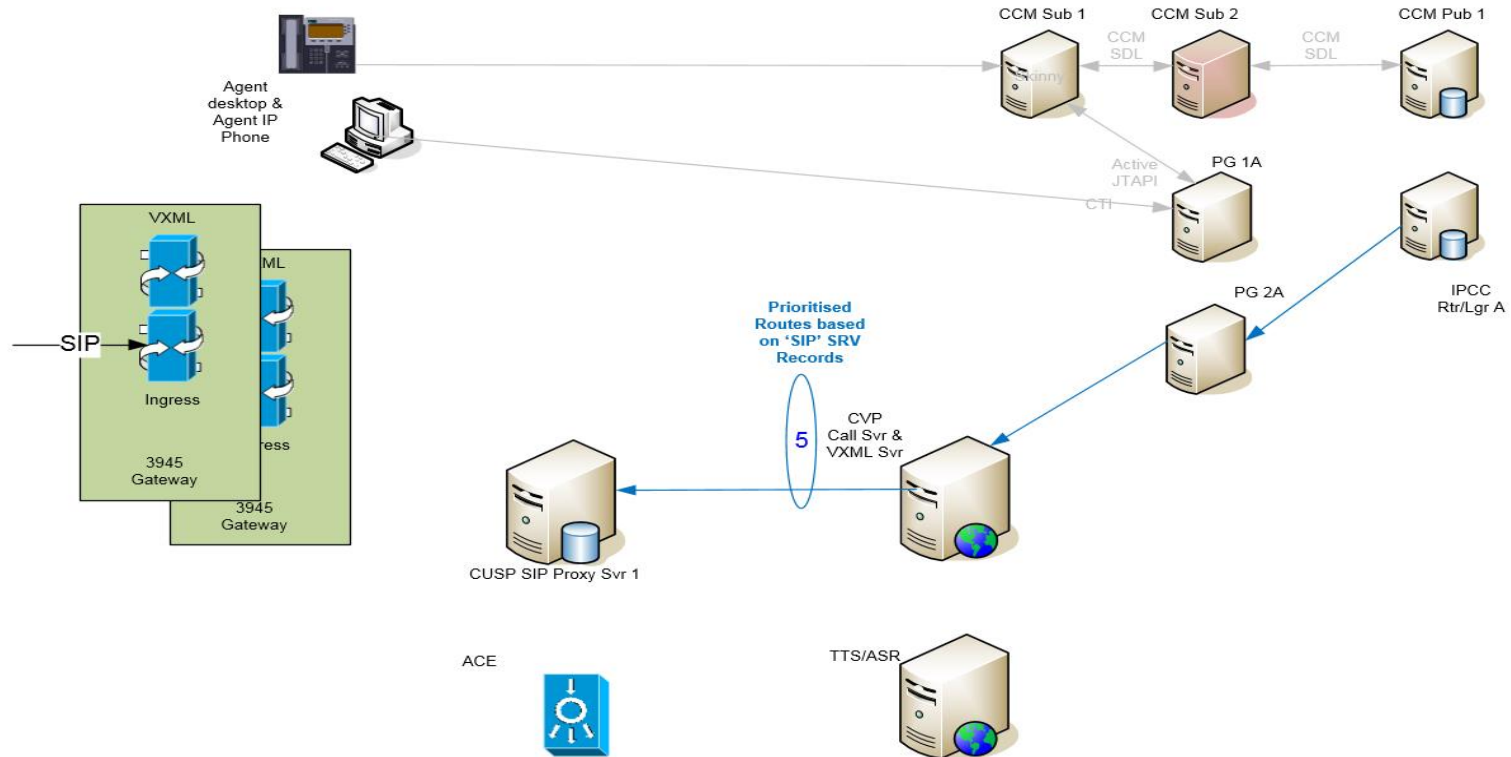 CCM Sub 1
CCM Sub 2
CCM Pub 1
CCM
SDL
CCM
SDL
Skinny
Agent
desktop &
Agent IP
Phone
Active
JTAPI
PG 1A
CTI
VXML
ML
SIP
Ingress
ress
3945
Gateway
3945
Gateway
Prioritised
Routes based
on ‘SIP’ SRV
Records
5
PG 2A
IPCC
Rtr/Lgr A
CVP
Call Svr &
VXML Svr
CUSP SIP Proxy Svr 1
ACE
TTS/ASR